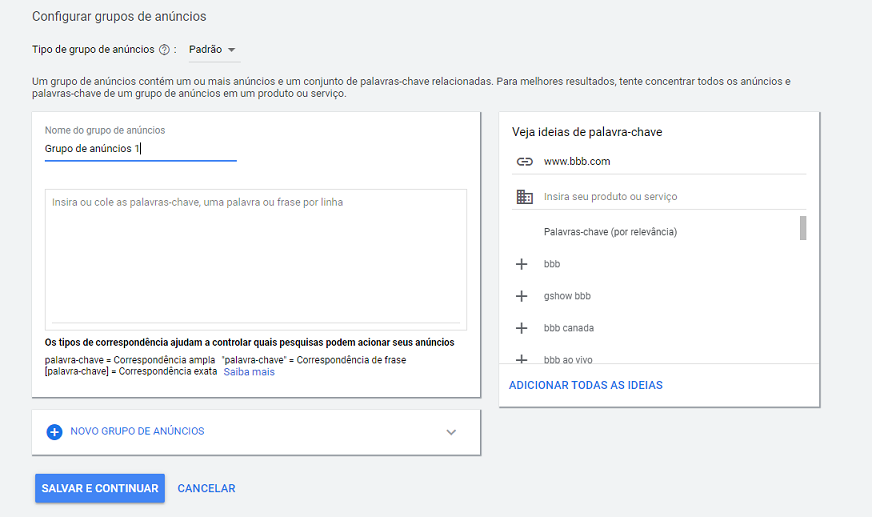 Configurar grupos de anúncios
Tipo de grupo de anúncios ? : Padrão
Um grupo de anúncios contém um ou mais anúncios e um conjunto de palavras-chave relacionadas. Para melhores resultados, tente concentrar todos os anúncios e
palavras-chave de um grupo de anúncios em um produto ou serviço.
Nome do grupo de anúncios
Grupo de anúncios 1
Insira ou cole as palavras-chave, uma palavra ou frase por linha
Os tipos de correspondência ajudam a controlar quais pesquisas podem acionar seus anúncios
palavra-chave = Correspondência ampla "palavra-chave" = Correspondência de frase
[palavra-chave] = Correspondência exata Saiba mais
NOVO GRUPO DE ANÚNCIOS
Veja ideias de palavra-chave
www.bbb.com
Insira seu produto ou serviço
Palavras-chave (por relevância)
bbb
gshow bbb
bbb canada
bbb ao vivo
ADICIONAR TODAS AS IDEIAS
SALVAR E CONTINUAR
CANCELAR